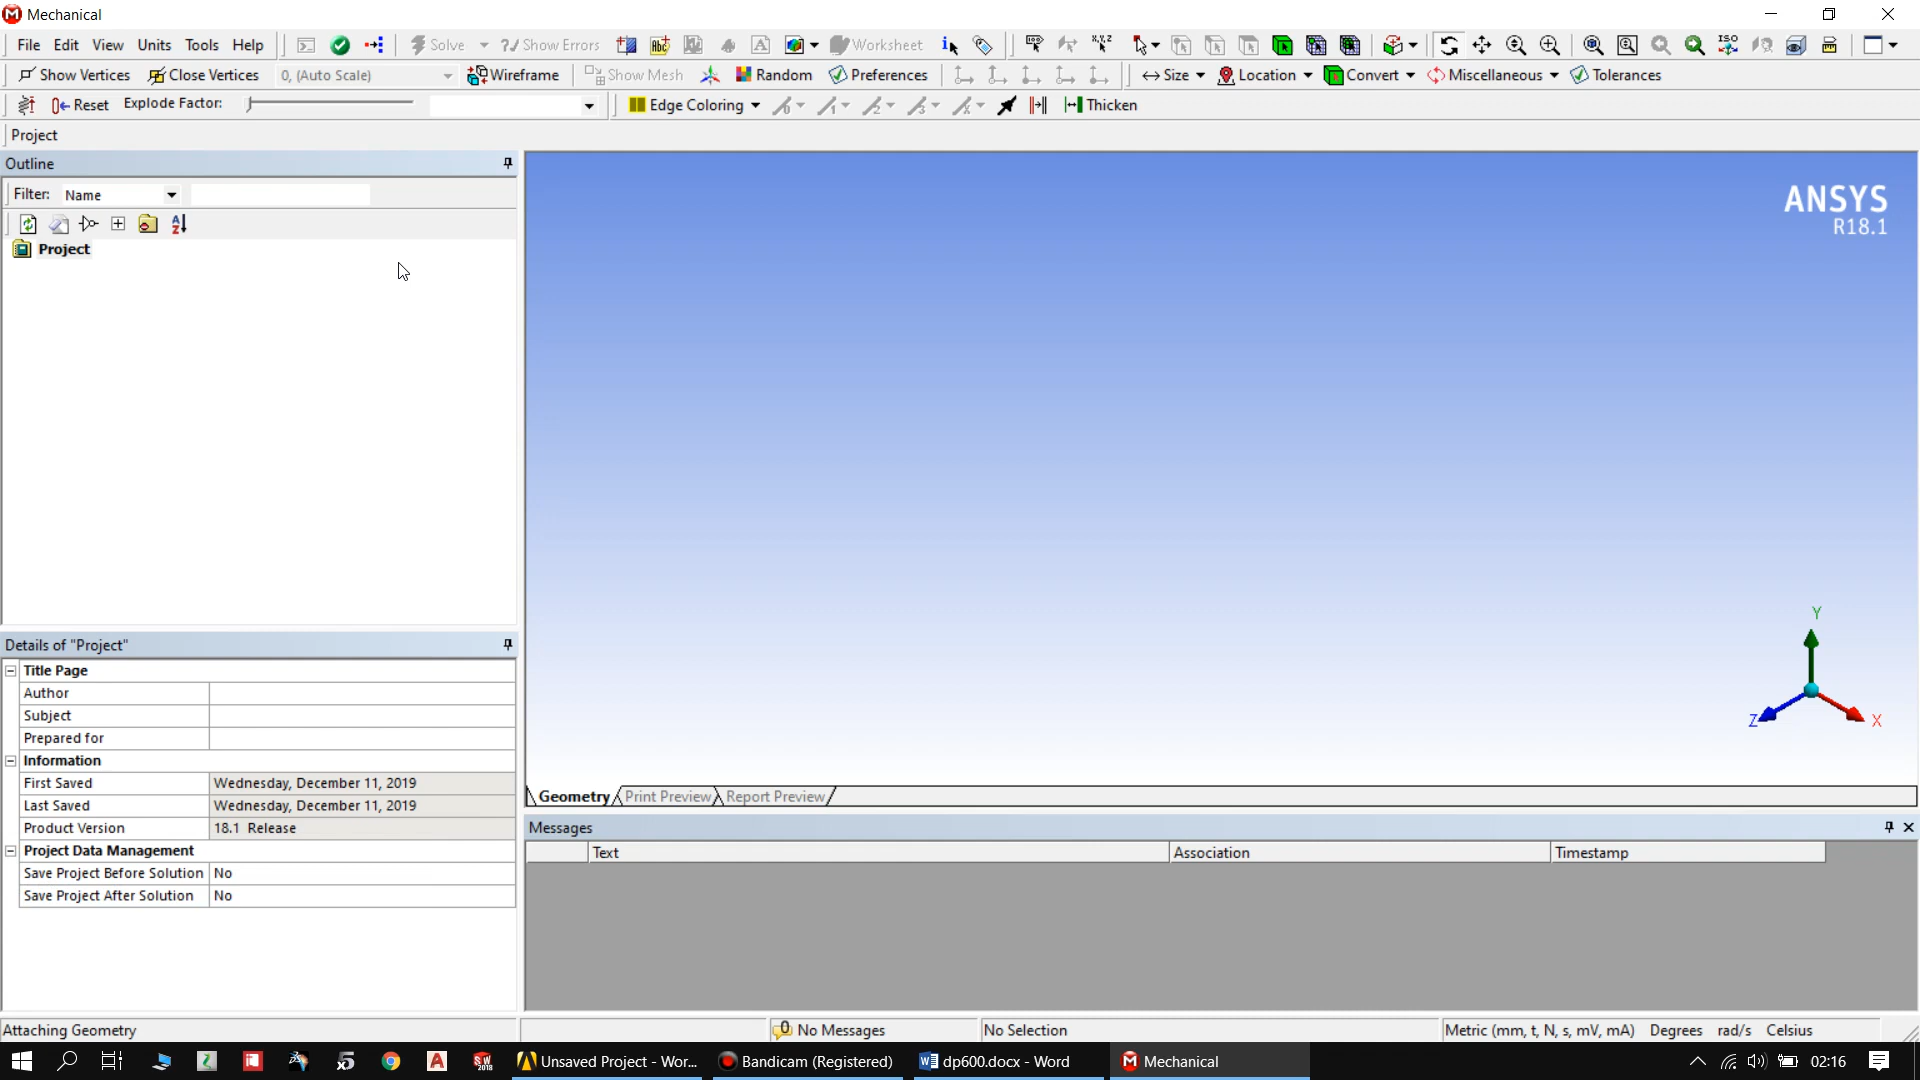 Mechanical
File Edit View Units Tools Help Solve ?/ Show Errors Worksheet
Show Vertices Close Vertices 0, (Auto Scale) Wireframe Show Mesh Random Preferences Size Location Convert Miscellaneous Tolerances
Reset Explode Factor: Edge Coloring Thicken
Project
Outline
Filter: Name
Project
ANSYS
R18.1
Y
Z
X
Details of "Project"
Title Page
Author
Subject
Prepared for
Information
First Saved Wednesday, December 11, 2019
Last Saved Wednesday, December 11, 2019
Product Version 18.1 Release
Project Data Management
Save Project Before Solution No
Save Project After Solution No
Geometry Print Preview Report Preview
Messages
Text Association Timestamp
Attaching Geometry 0 No Messages No Selection Metric (mm, t, N, s, mV, mA) Degrees rad/s Celsius
Unsaved Project - Wor... Bandicam (Registered) dp600.docx - Word Mechanical 02:16